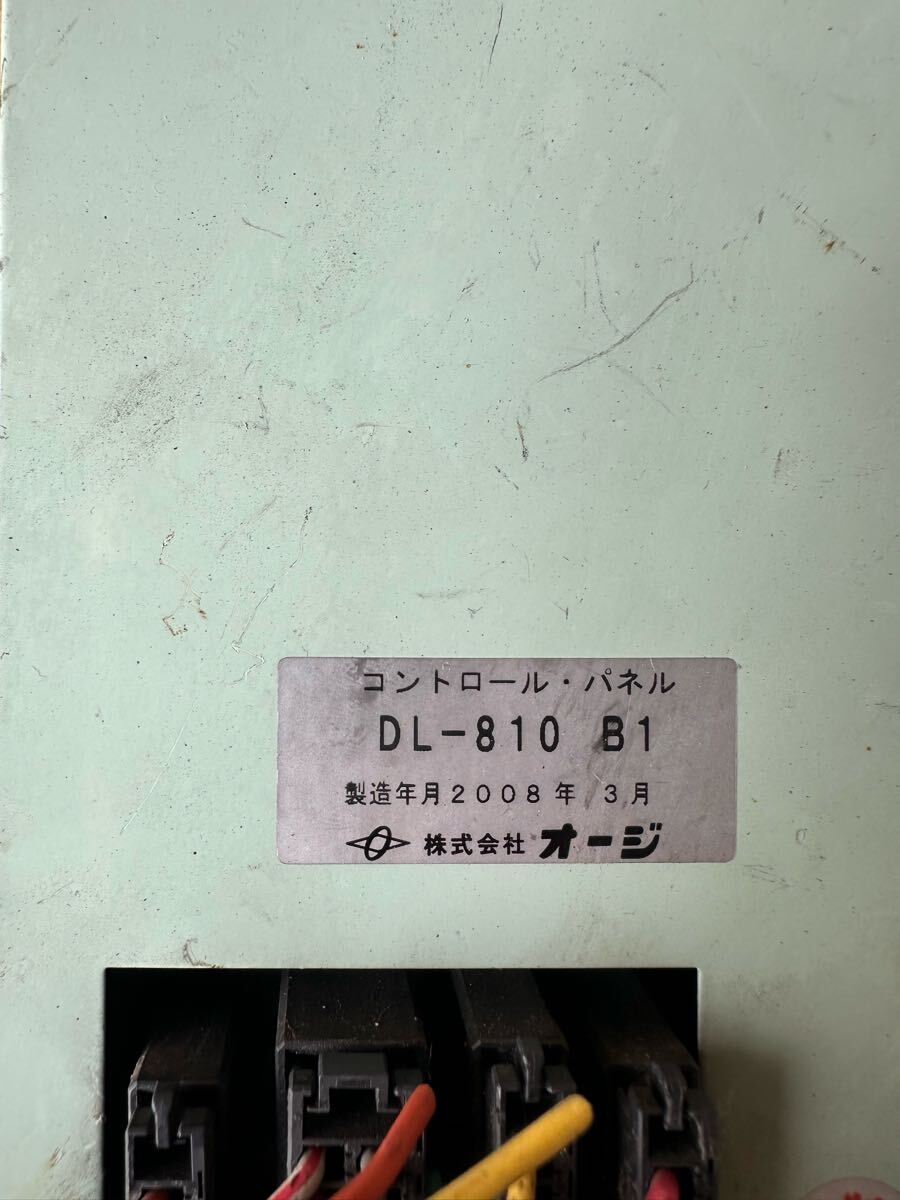 コントロール・パネル
DL-810 B1
製造年月2008年 3月
株式会社 オージ